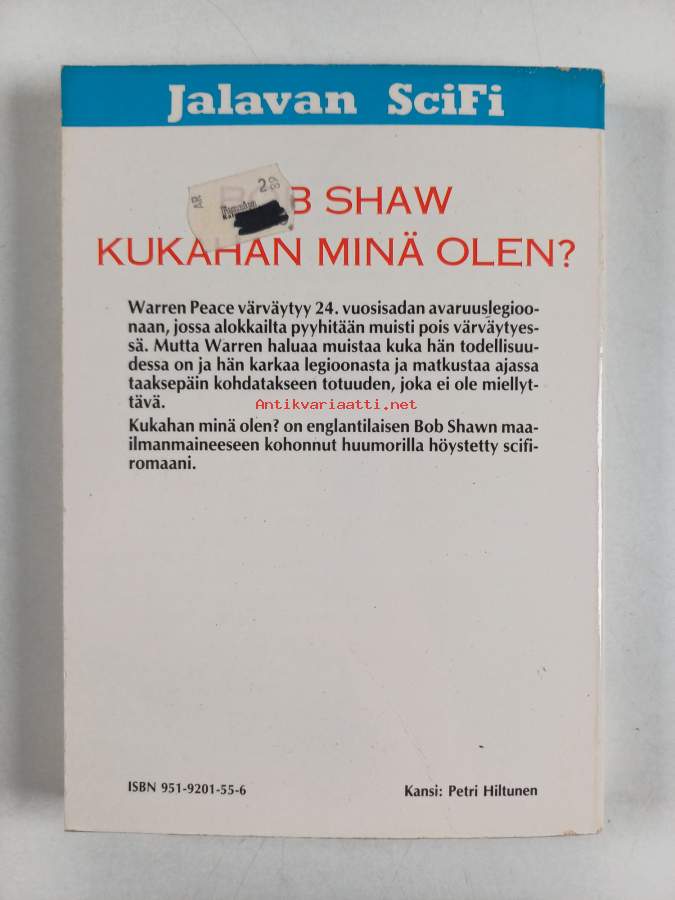 Jalavan SciFi
AR 2 89
B SHAW
KUKAHAN MINÄ OLEN?
Warren Peace värväytyy 24. vuosisadan avaruuslegioo-
naan, jossa alokkailta pyyhitään muisti pois värväytyes-
sä. Mutta Warren haluaa muistaa kuka hän todellisuu-
dessa on ja hän karkaa legioonasta ja matkustaa ajassa
taaksepäin kohdatakseen totuuden, joka ei ole miellyt-
tävä.
Antikvariaatti.net
Kukahan minä olen? on englantilaisen Bob Shawn maa-
ilmanmaineeseen kohonnut huumorilla höystetty scifi-
romaani.
ISBN 951-9201-55-6
Kansi: Petri Hiltunen